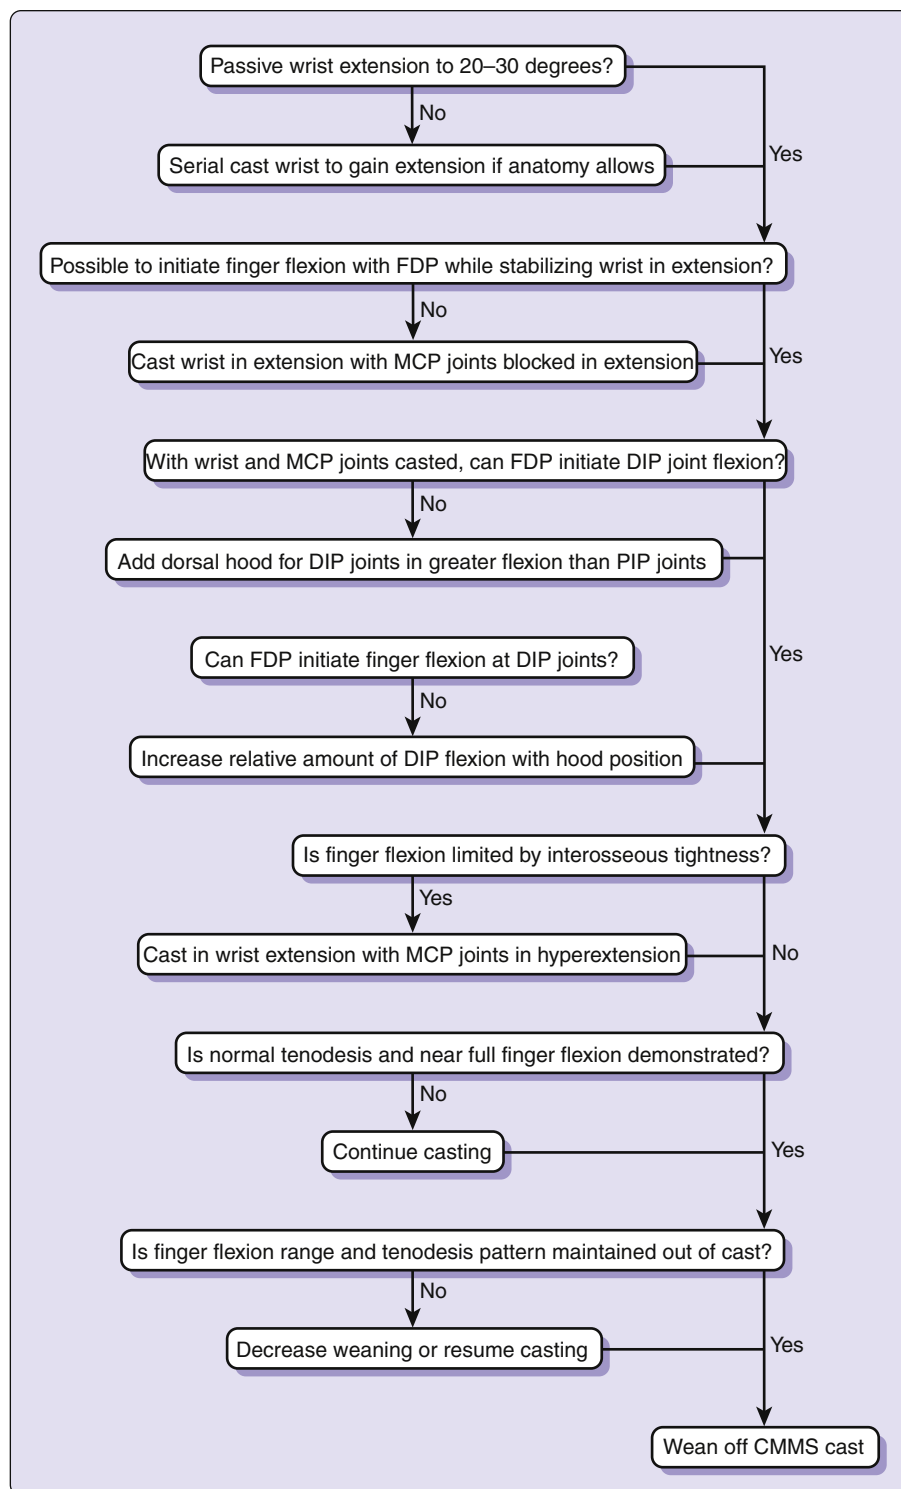 Passive wrist extension to 20–30 degrees?
No
Serial cast wrist to gain extension if anatomy allows
Yes
Possible to initiate finger flexion with FDP while stabilizing wrist in extension?
No
Cast wrist in extension with MCP joints blocked in extension
Yes
With wrist and MCP joints casted, can FDP initiate DIP joint flexion?
No
Add dorsal hood for DIP joints in greater flexion than PIP joints
Yes
Can FDP initiate finger flexion at DIP joints?
No
Increase relative amount of DIP flexion with hood position
Is finger flexion limited by interosseous tightness?
Yes
Cast in wrist extension with MCP joints in hyperextension
No
Is normal tenodesis and near full finger flexion demonstrated?
No
Continue casting
Yes
Is finger flexion range and tenodesis pattern maintained out of cast?
No
Decrease weaning or resume casting
Yes
Wean off CMMS cast